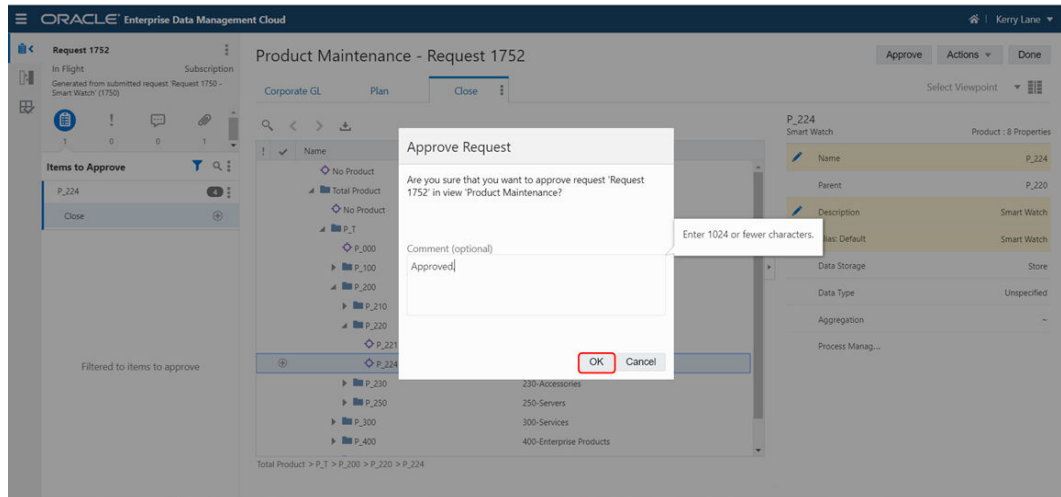 ORACLE Enterprise Data Management Cloud
Kerry Lane
Request 1752
In Flight Subscription
Generated from submitted request 'Request 1750 -
Smart Watch' (1750)
1 0 0 1
Items to Approve
P_224 4
Close
Filtered to items to approve
Product Maintenance - Request 1752
Approve Actions Done
Corporate GL Plan Close
Select Viewpoint
! Name
No Product
Total Product
No Product
P_T
P_000
P_100
P_200
P_210
P_220
P_221
P_224
P_230 230-Accessories
P_250 250-Servers
P_300 300-Services
P_400 400-Enterprise Products
Total Product > P_T > P_200 > P_220 > P_224
Approve Request
Are you sure that you want to approve request 'Request
1752' in view 'Product Maintenance?
Comment (optional)
Approved.
Enter 1024 or fewer characters.
OK Cancel
P_224
Smart Watch Product : 8 Properties
Name P_224
Parent P_220
Description Smart Watch
Alias: Default Smart Watch
Data Storage Store
Data Type Unspecified
Aggregation ~
Process Manag...